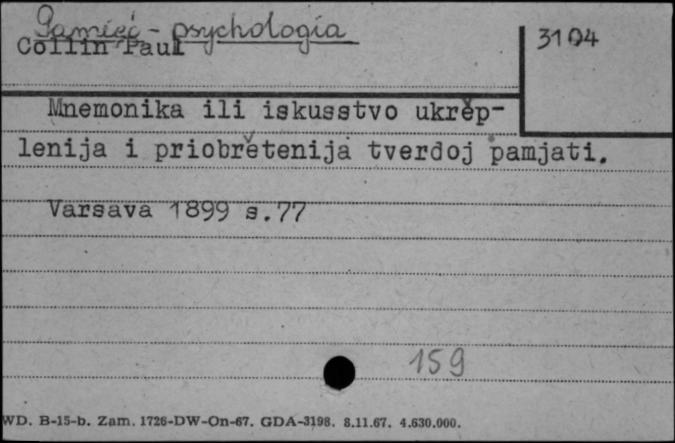 Pamięć - psychologia
Collin Paul
3104
Mnemonika ili iskusstvo ukrěp-
lenija i priobrětenija tverdoj pamjati.
Varsava 1899 s.77
159
WD. B-15-b. Zam. 1726-DW-On-67. GDA-3198. 8.11.67. 4.630.000.